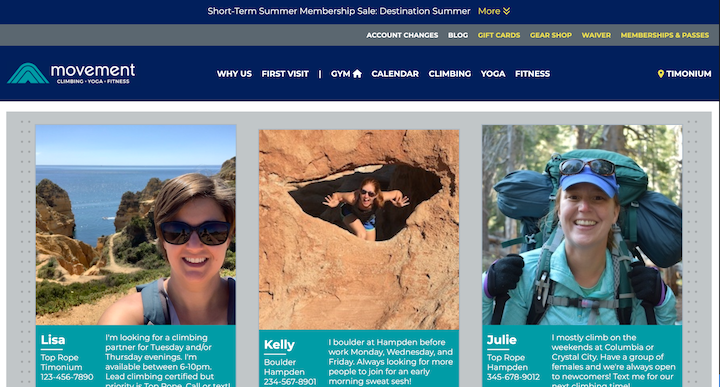 Short-Term Summer Membership Sale: Destination Summer More
ACCOUNT CHANGES BLOG GIFT CARDS GEAR SHOP WAIVER MEMBERSHIPS & PASSES
movement
CLIMBING • YOGA • FITNESS
WHY US FIRST VISIT | GYM CALENDAR CLIMBING YOGA FITNESS
TIMONIUM
Lisa
Top Rope
Timonium
123-456-7890
I'm looking for a climbing
partner for Tuesday and/or
Thursday evenings. I'm
available between 6-10pm.
Lead climbing certified but
priority is Top Rope. Call or text!
Kelly
Boulder
Hampden
234-567-8901
I boulder at Hampden before
work Monday, Wednesday, and
Friday. Always looking for more
people to join for an early
morning sweat sesh!
Julie
Top Rope
Hampden
345-678-9012
I mostly climb on the
weekends at Columbia or
Crystal City. Have a group of
females and we're always open
to newcomers! Text me for our
next climbing time!